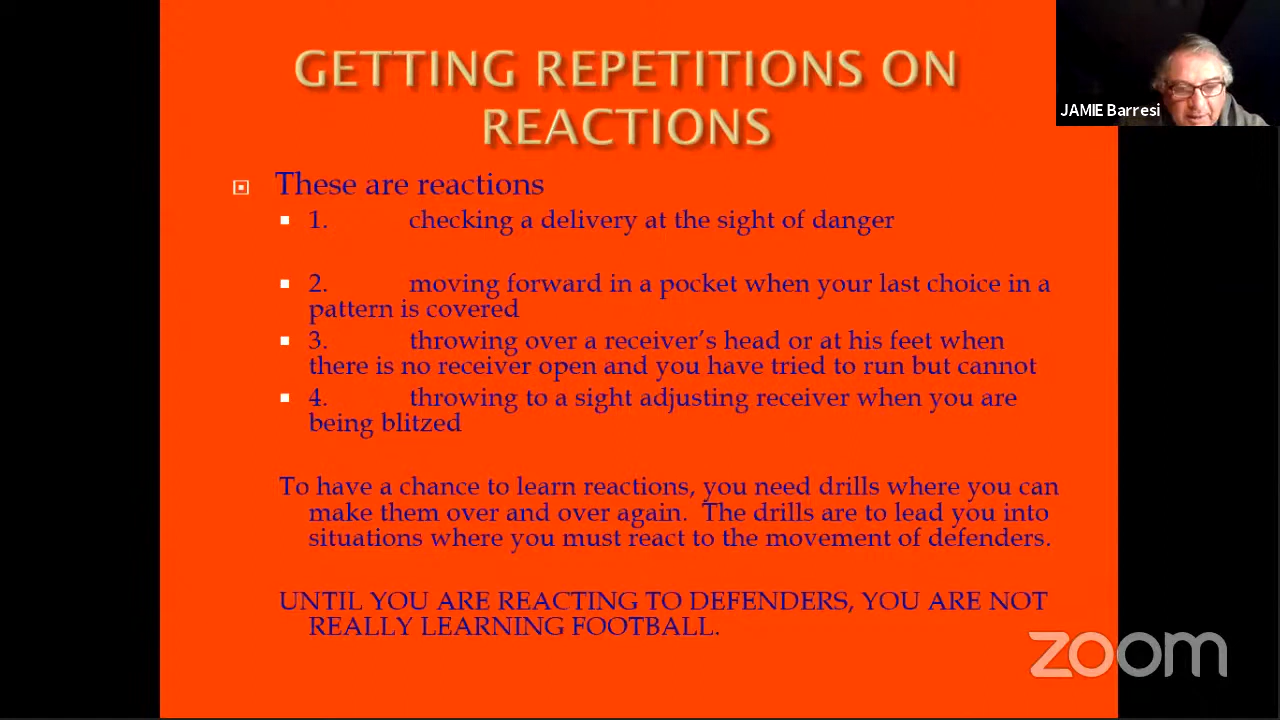 GETTING REPETITIONS ON
REACTIONS
JAMIE Barresi
These are reactions
1. checking a delivery at the sight of danger
2. moving forward in a pocket when your last choice in a
pattern is covered
3. throwing over a receiver’s head or at his feet when
there is no receiver open and you have tried to run but cannot
4. throwing to a sight adjusting receiver when you are
being blitzed
To have a chance to learn reactions, you need drills where you can
make them over and over again. The drills are to lead you into
situations where you must react to the movement of defenders.
UNTIL YOU ARE REACTING TO DEFENDERS, YOU ARE NOT
REALLY LEARNING FOOTBALL.
zoom